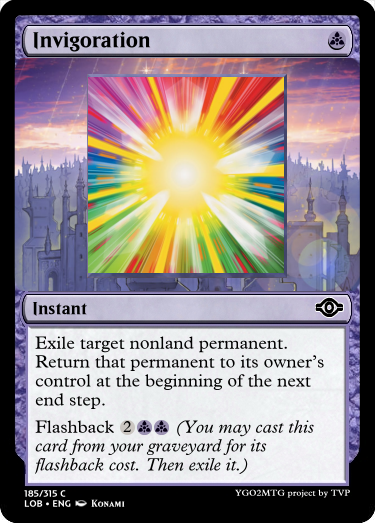 Invigoration
Instant
Exile target nonland permanent.
Return that permanent to its owner's
control at the beginning of the next
end step.
Flashback 2 (You may cast this
card from your graveyard for its
flashback cost. Then exile it.)
185/315 C
LOB • ENG Konami
YGO2MTG project by TVP